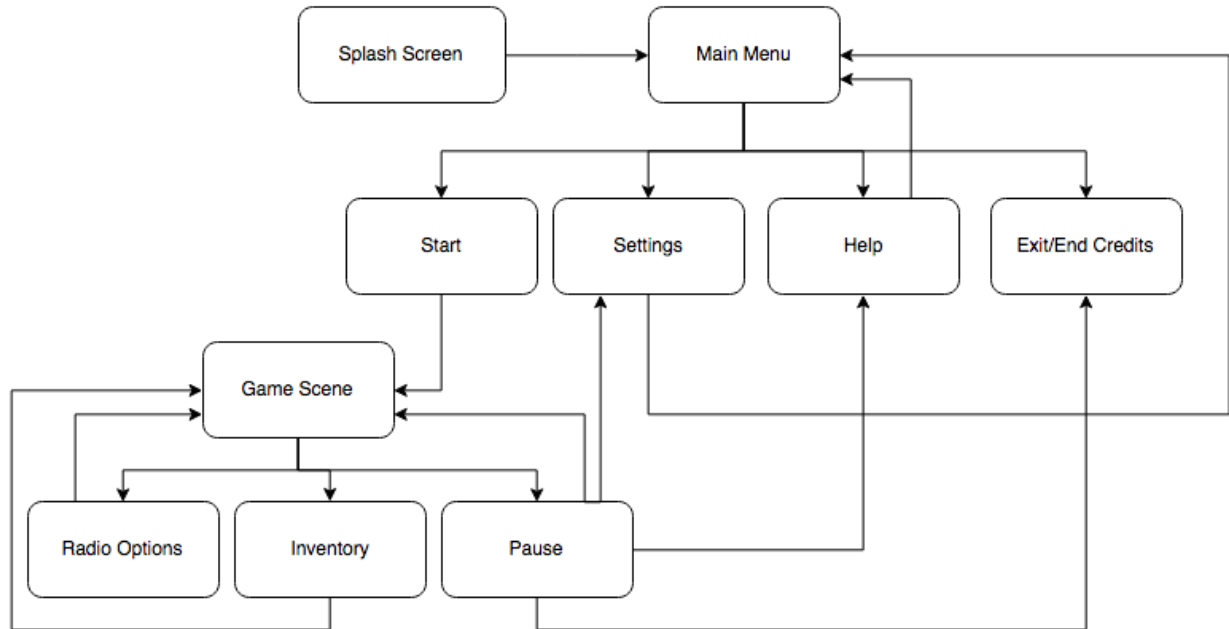 Splash Screen
Main Menu
Start
Settings
Help
Exit/End Credits
Game Scene
Radio Options
Inventory
Pause